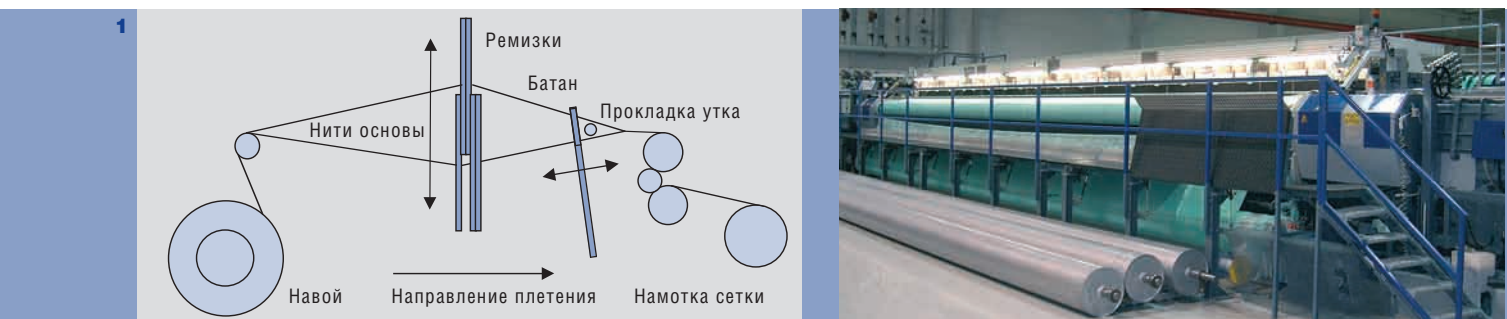 1
Ремизки
Батан
Прокладка утка
Нити основы
Навой
Направление плетения
Намотка сетки